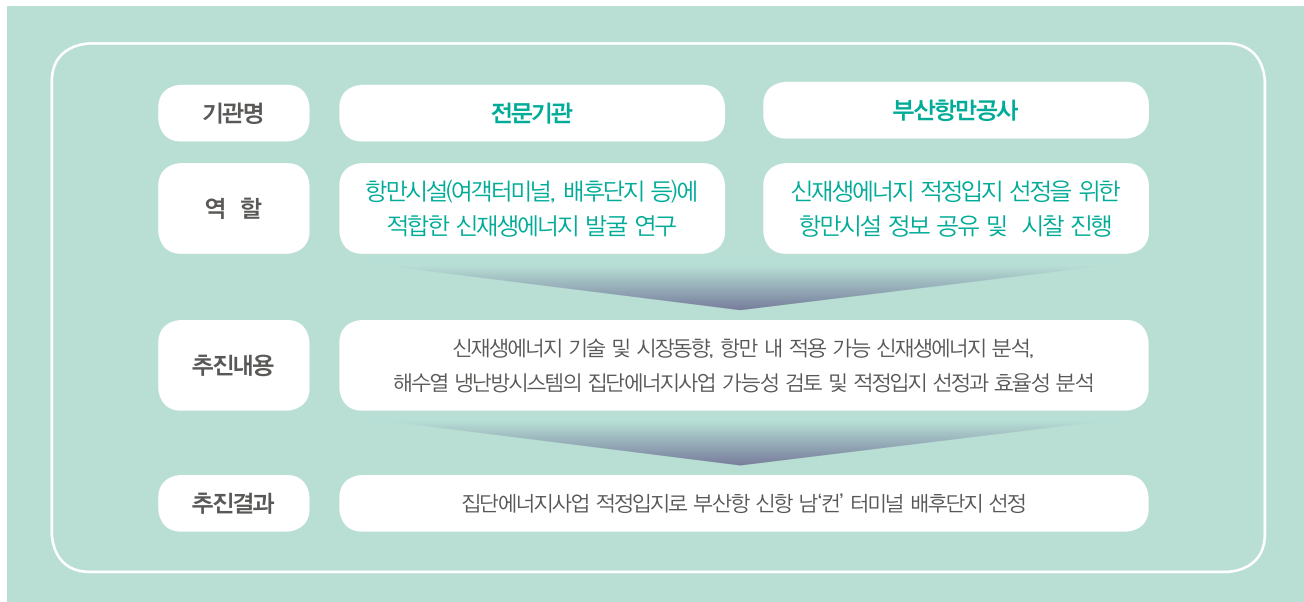 기관명
전문기관
부산항만공사
역 할
항만시설(여객터미널, 배후단지 등)에
적합한 신재생에너지 발굴 연구
신재생에너지 적정입지 선정을 위한
항만시설 정보 공유 및 시찰 진행
추진내용
신재생에너지 기술 및 시장동향, 항만 내 적용 가능 신재생에너지 분석,
해수열 냉난방시스템의 집단에너지사업 가능성 검토 및 적정입지 선정과 효율성 분석
추진결과
집단에너지사업 적정입지로 부산항 신항 남‘컨’ 터미널 배후단지 선정